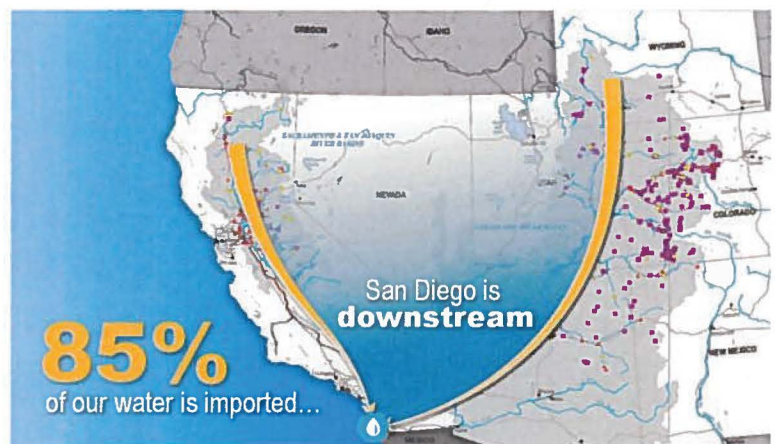 OREGON
IDAHO
WYOMING
SACRAMENTO & SAN JOAQUIN
RIVER BASINS
NEVADA
UTAH
COLORADO
San Diego is
downstream
85%
of our water is imported...
NEW MEXICO
MEXICO